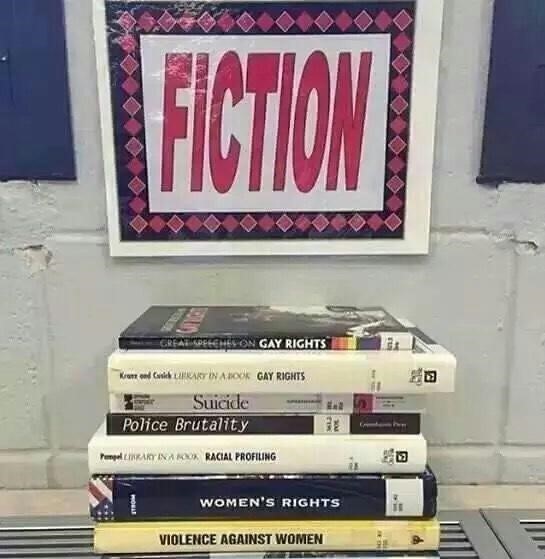 FICTION
GREAT SPEECHES ON GAY RIGHTS
Kranz and Cusick LIBRARY IN A BOOK GAY RIGHTS
Suicide
Police Brutality
Pampel LIBRARY IN A BOOK RACIAL PROFILING
STROM
WOMEN'S RIGHTS
VIOLENCE AGAINST WOMEN